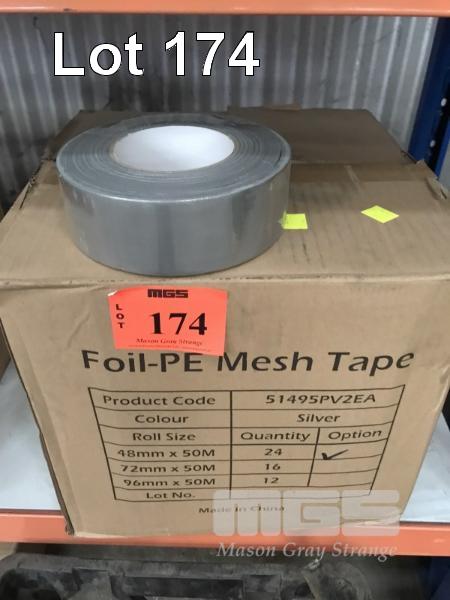 Lot 174
MGS
LOT
174
Mason Gray Strange
Foil-PE Mesh Tape
Product Code 51495PV2EA
Colour Silver
Roll Size Quantity Option
48mm x 50M 24 ✓
72mm x 50M 16
96mm x 50M 12
Lot No.
Made in China
MGS
Mason Gray Strange